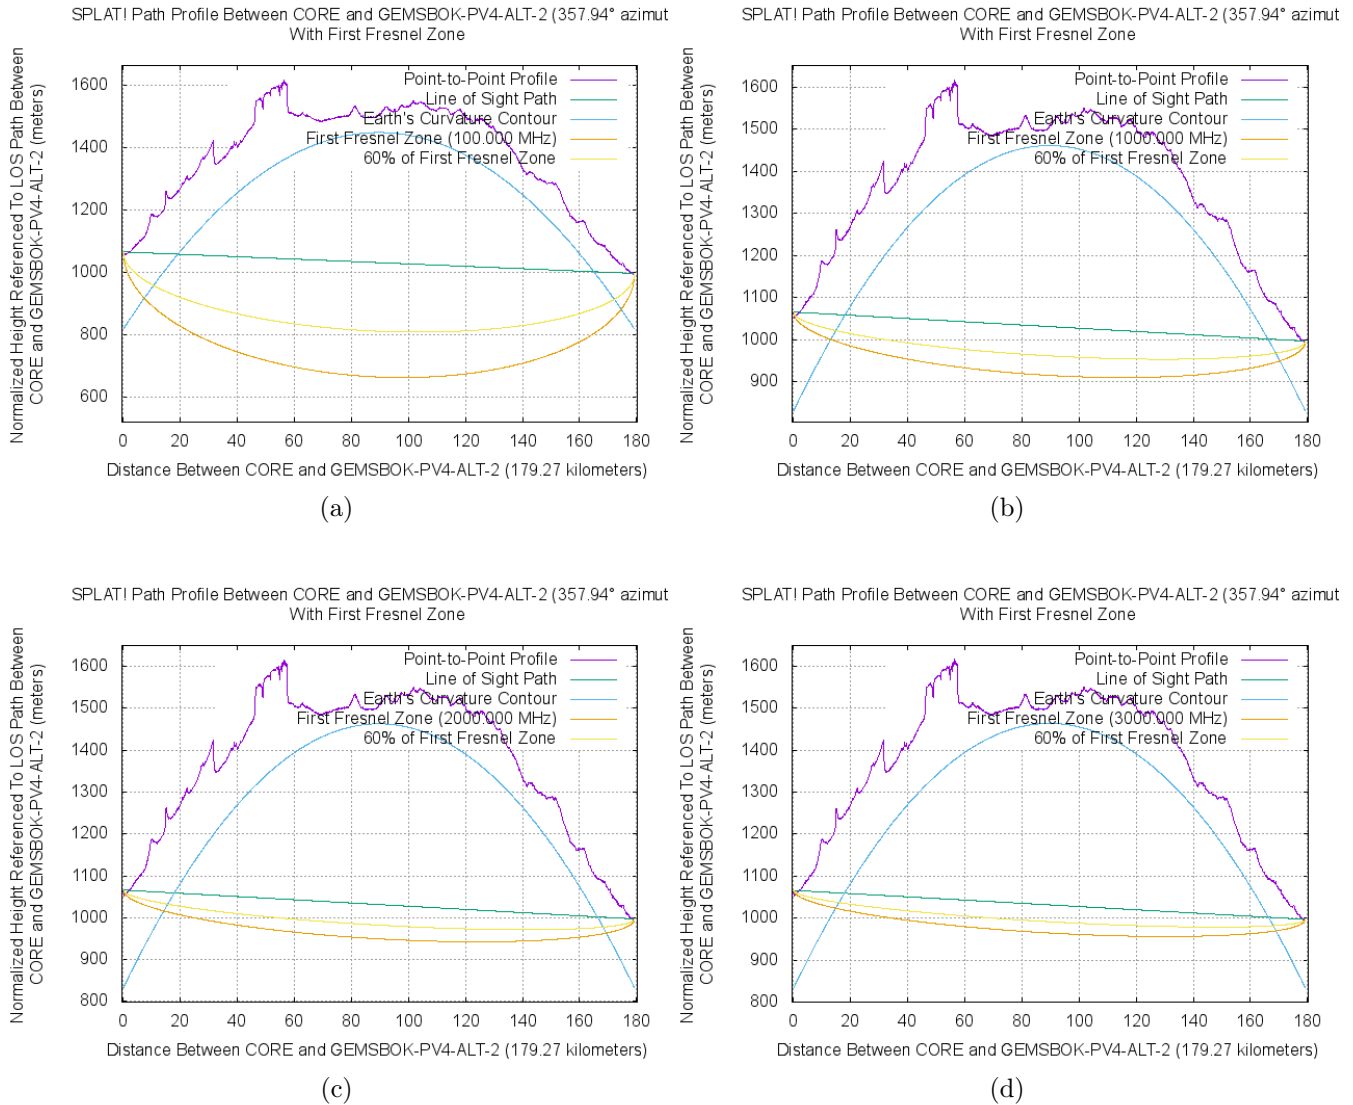 SPLAT! Path Profile Between CORE and GEMSBOK-PV4-ALT-2 (357.94° azimut
With First Fresnel Zone
Normalized Height Referenced To LOS Path Between
CORE and GEMSBOK-PV4-ALT-2 (meters)
1600
1400
1200
1000
800
600
Point-to-Point Profile
Line of Sight Path
Earth's Curvature Contour
First Fresnel Zone (100.000 MHz)
60% of First Fresnel Zone
0 20 40 60 80 100 120 140 160 180
Distance Between CORE and GEMSBOK-PV4-ALT-2 (179.27 kilometers)
(a)
SPLAT! Path Profile Between CORE and GEMSBOK-PV4-ALT-2 (357.94° azimut
With First Fresnel Zone
Normalized Height Referenced To LOS Path Between
CORE and GEMSBOK-PV4-ALT-2 (meters)
1600
1500
1400
1300
1200
1100
1000
900
Point-to-Point Profile
Line of Sight Path
Earth's Curvature Contour
First Fresnel Zone (1000.000 MHz)
60% of First Fresnel Zone
0 20 40 60 80 100 120 140 160 180
Distance Between CORE and GEMSBOK-PV4-ALT-2 (179.27 kilometers)
(b)
SPLAT! Path Profile Between CORE and GEMSBOK-PV4-ALT-2 (357.94° azimut
With First Fresnel Zone
Normalized Height Referenced To LOS Path Between
CORE and GEMSBOK-PV4-ALT-2 (meters)
1600
1500
1400
1300
1200
1100
1000
900
800
Point-to-Point Profile
Line of Sight Path
Earth's Curvature Contour
First Fresnel Zone (2000.000 MHz)
60% of First Fresnel Zone
0 20 40 60 80 100 120 140 160 180
Distance Between CORE and GEMSBOK-PV4-ALT-2 (179.27 kilometers)
(c)
SPLAT! Path Profile Between CORE and GEMSBOK-PV4-ALT-2 (357.94° azimut
With First Fresnel Zone
Normalized Height Referenced To LOS Path Between
CORE and GEMSBOK-PV4-ALT-2 (meters)
1600
1500
1400
1300
1200
1100
1000
900
800
Point-to-Point Profile
Line of Sight Path
Earth's Curvature Contour
First Fresnel Zone (3000.000 MHz)
60% of First Fresnel Zone
0 20 40 60 80 100 120 140 160 180
Distance Between CORE and GEMSBOK-PV4-ALT-2 (179.27 kilometers)
(d)